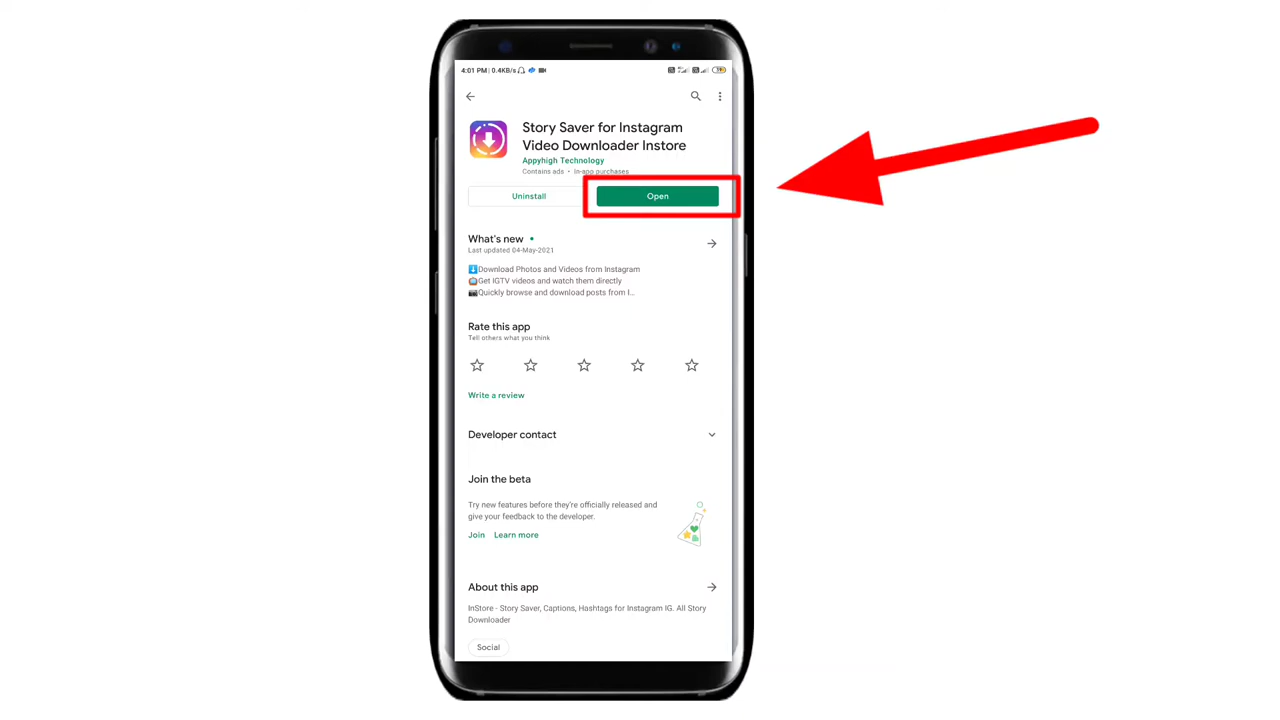 4:01 PM | 0.4KB/s
Story Saver for Instagram
Video Downloader Instore
Appyhigh Technology
Contains ads • In-app purchases
Uninstall
Open
What's new •
Last updated 04-May-2021
Download Photos and Videos from Instagram
Get IGTV videos and watch them directly
Quickly browse and download posts from I...
Rate this app
Tell others what you think
Write a review
Developer contact
Join the beta
Try new features before they're officially released and
give your feedback to the developer.
Join Learn more
About this app
InStore - Story Saver, Captions, Hashtags for Instagram IG. All Story
Downloader
Social